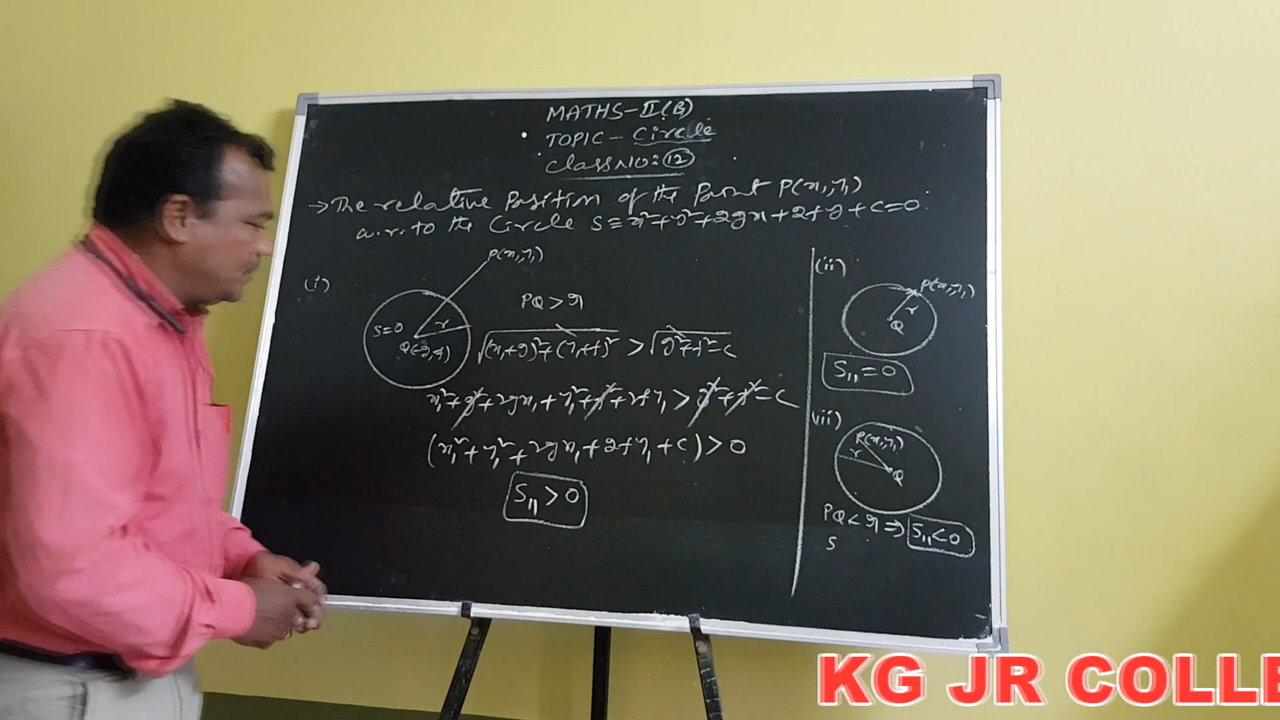 MATHS-II(B)
TOPIC- Circle
Class NO: 12
→ The relative Position of the Point P(x₁,y₁)
w.r.to the Circle S≡x²+y²+2gx+2fy+c=0.
(i)
P(x₁,y₁)
S=0
r
Q(-g,-f)
PQ > r
√(x₁+g)²+(y₁+f)² > √g²+f²-c
x₁²+g²+2gx₁+y₁²+f²+2fy₁ > g²+f²-c
(x₁²+y₁²+2gx₁+2fy₁+c)>0
S₁₁ > 0
(ii)
P(x₁,y₁)
r
Q
S₁₁=0
(iii)
P(x₁,y₁)
r
Q
PQ < r ⇒ S₁₁<0
S
KG JR COLLE